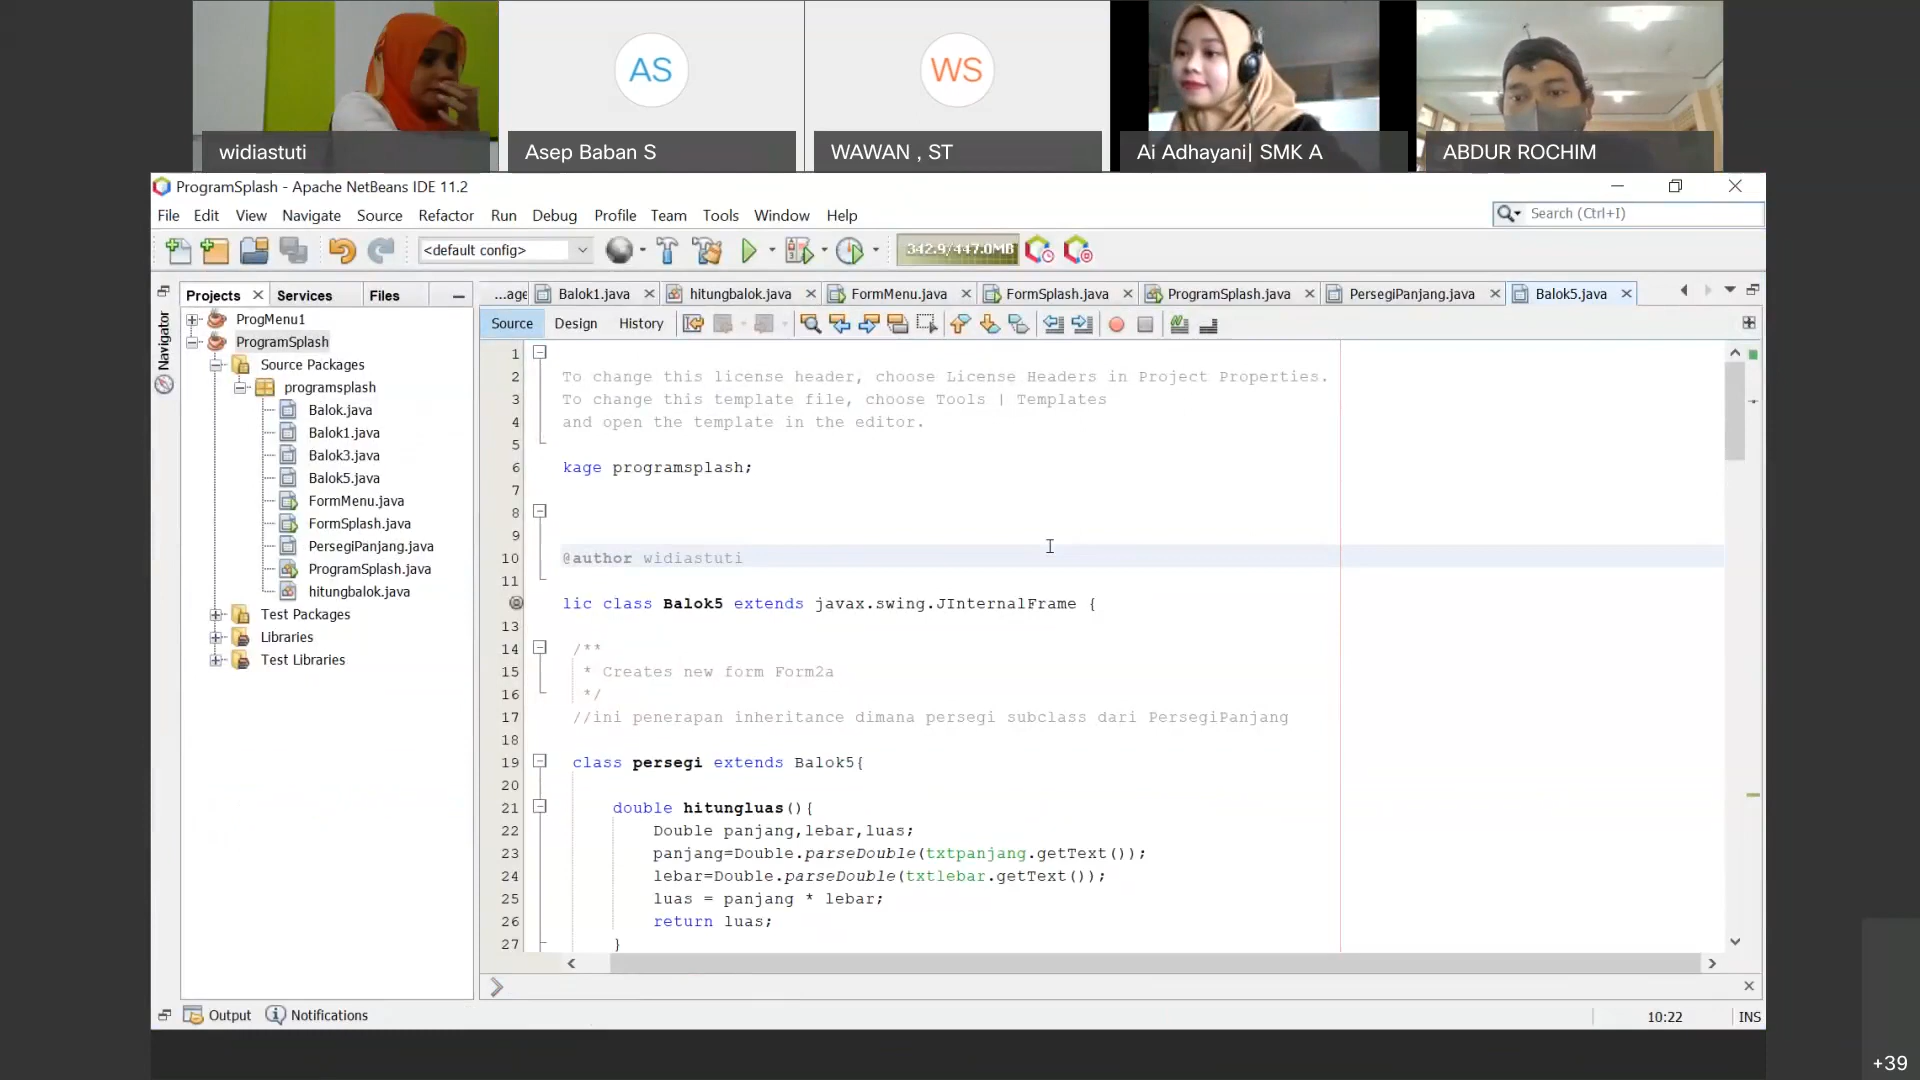 AS
WS
widiastuti
Asep Baban S
WAWAN , ST
Ai Adhayani| SMK A
ABDUR ROCHIM
ProgramSplash - Apache NetBeans IDE 11.2
File Edit View Navigate Source Refactor Run Debug Profile Team Tools Window Help
Search (Ctrl+I)
<default config>
342.9/447.0MB
Projects Services Files
...age Balok1.java hitungbalok.java FormMenu.java FormSplash.java ProgramSplash.java PersegiPanjang.java Balok5.java
Source Design History
Navigator
ProgMenu1
ProgramSplash
Source Packages
programsplash
Balok.java
Balok1.java
Balok3.java
Balok5.java
FormMenu.java
FormSplash.java
PersegiPanjang.java
ProgramSplash.java
hitungbalok.java
Test Packages
Libraries
Test Libraries
1
2 To change this license header, choose License Headers in Project Properties.
3 To change this template file, choose Tools | Templates
4 and open the template in the editor.
5
6 kage programsplash;
7
8
9
10 @author widiastuti
11
lic class Balok5 extends javax.swing.JInternalFrame {
13
14 /**
15 * Creates new form Form2a
16 */
17 //ini penerapan inheritance dimana persegi subclass dari PersegiPanjang
18
19 class persegi extends Balok5{
20
21 double hitungluas(){
22 Double panjang,lebar,luas;
23 panjang=Double.parseDouble(txtpanjang.getText());
24 lebar=Double.parseDouble(txtlebar.getText());
25 luas = panjang * lebar;
26 return luas;
27 }
Output Notifications
10:22 INS
+39